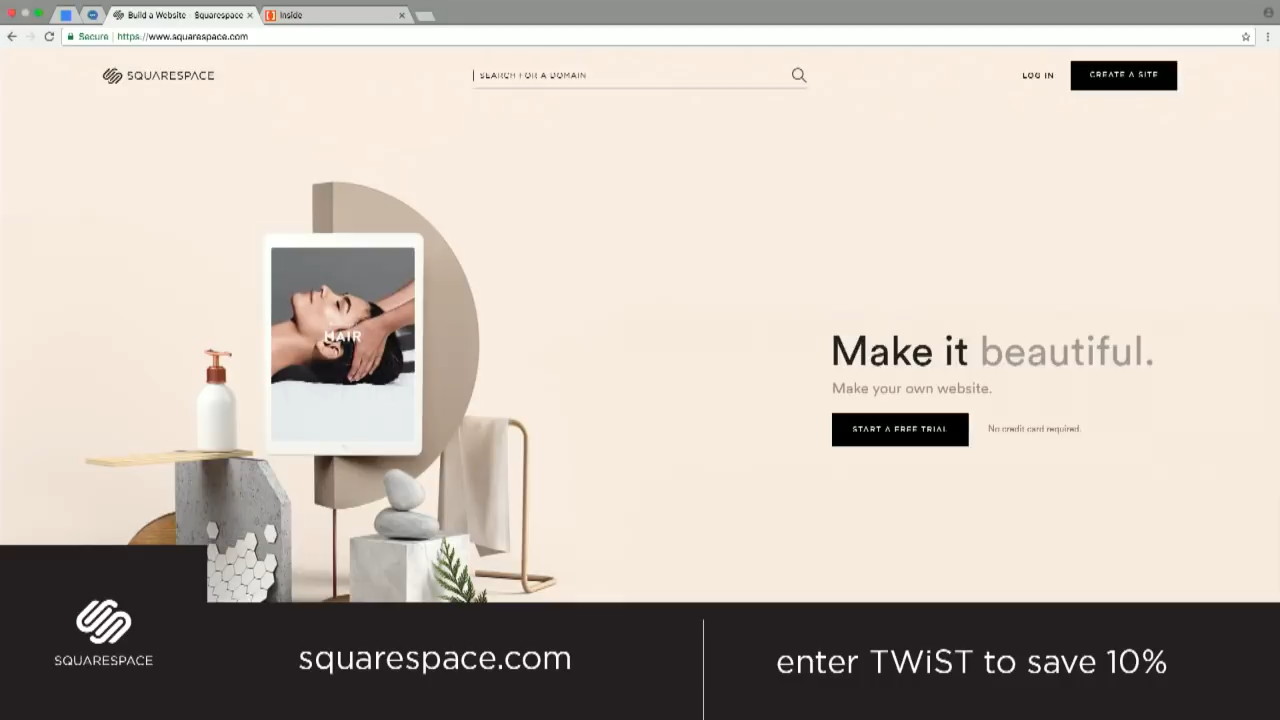 Build a Website - Squarespace
Inside
Secure
https://www.squarespace.com
SQUARESPACE
SEARCH FOR A DOMAIN
LOG IN
CREATE A SITE
HAIR
Make it beautiful.
Make your own website.
START A FREE TRIAL
No credit card required.
SQUARESPACE
squarespace.com
enter TWiST to save 10%